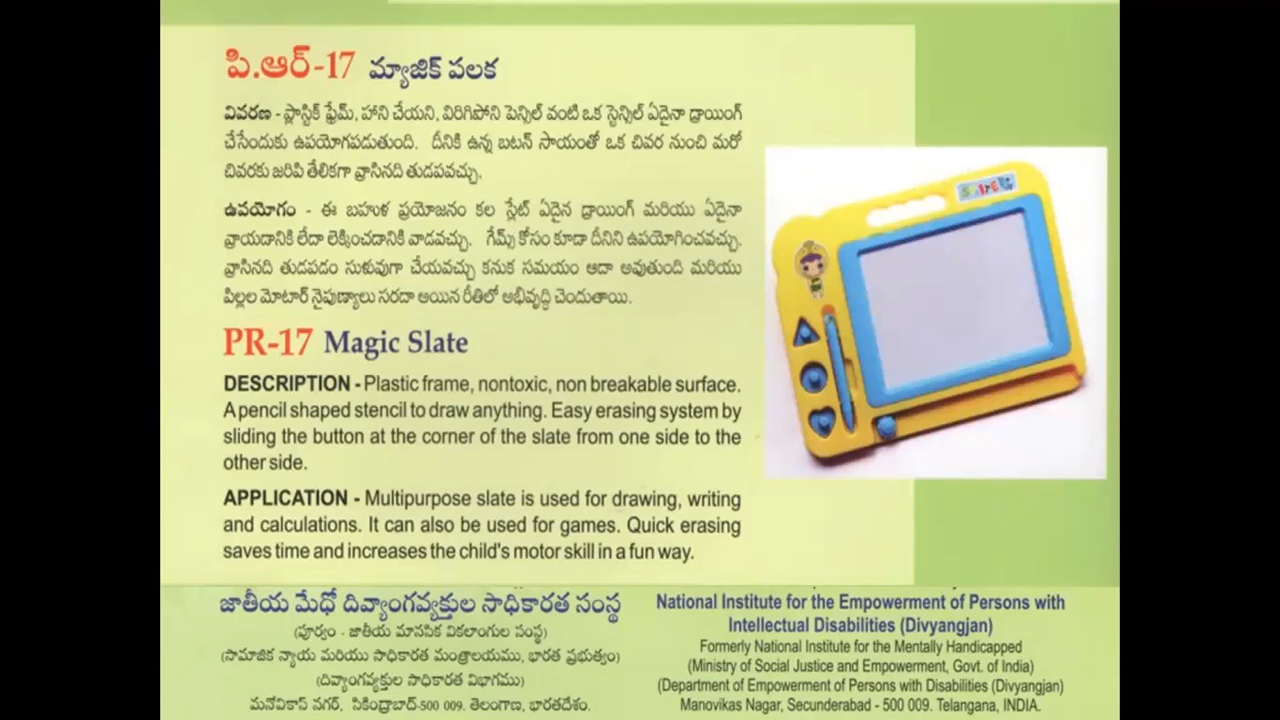 పి.ఆర్-17 మ్యాజిక్ పలక
వివరణ - ప్లాస్టిక్ ఫ్రేమ్, హాని చేయని, విరిగిపోని పెన్సిల్ వంటి ఒక స్టెన్సిల్ ఏదైనా డ్రాయింగ్
చేసేందుకు ఉపయోగపడుతుంది. దీనికి ఉన్న బటన్ సాయంతో ఒక చివర నుంచి మరో
చివరకు జరిపి తేలికగా వ్రాసినది తుడపవచ్చు.
ఉపయోగం - ఈ బహుళ ప్రయోజనం కల స్లేట్ ఏదైన డ్రాయింగ్ మరియు ఏదైనా
వ్రాయడానికి లేదా లెక్కించడానికి వాడవచ్చు. గేమ్స్ కోసం కూడా దీనిని ఉపయోగించవచ్చు.
వ్రాసినది తుడపడం సుళువుగా చేయవచ్చు కనుక సమయం ఆదా అవుతుంది మరియు
పిల్లల మోటార్ నైపుణ్యాలు సరదా అయిన రీతిలో అభివృద్ధి చెందుతాయి.
PR-17 Magic Slate
DESCRIPTION - Plastic frame, nontoxic, non breakable surface.
A pencil shaped stencil to draw anything. Easy erasing system by
sliding the button at the corner of the slate from one side to the
other side.
APPLICATION - Multipurpose slate is used for drawing, writing
and calculations. It can also be used for games. Quick erasing
saves time and increases the child's motor skill in a fun way.
జాతీయ మేధో దివ్యాంగవ్యక్తుల సాధికారత సంస్థ
(పూర్వం - జాతీయ మానసిక వికలాంగుల సంస్థ)
(సామాజిక న్యాయ మరియు సాధికారత మంత్రాలయము, భారత ప్రభుత్వం)
(దివ్యాంగవ్యక్తుల సాధికారత విభాగము)
మనోవికాస్ నగర్, సికింద్రాబాద్-500 009. తెలంగాణ, భారతదేశం.
National Institute for the Empowerment of Persons with
Intellectual Disabilities (Divyangjan)
Formerly National Institute for the Mentally Handicapped
(Ministry of Social Justice and Empowerment, Govt. of India)
(Department of Empowerment of Persons with Disabilities (Divyangjan)
Manovikas Nagar, Secunderabad - 500 009. Telangana, INDIA.